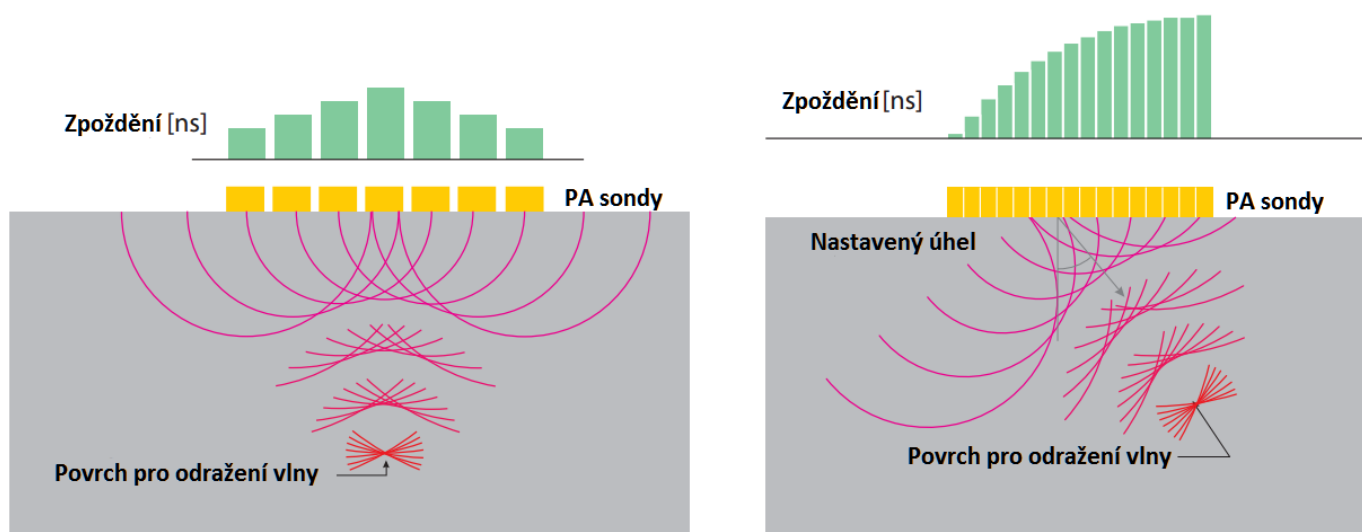 Zpoždění [ns]
PA sondy
Povrch pro odražení vlny
Zpoždění [ns]
PA sondy
Nastavený úhel
Povrch pro odražení vlny